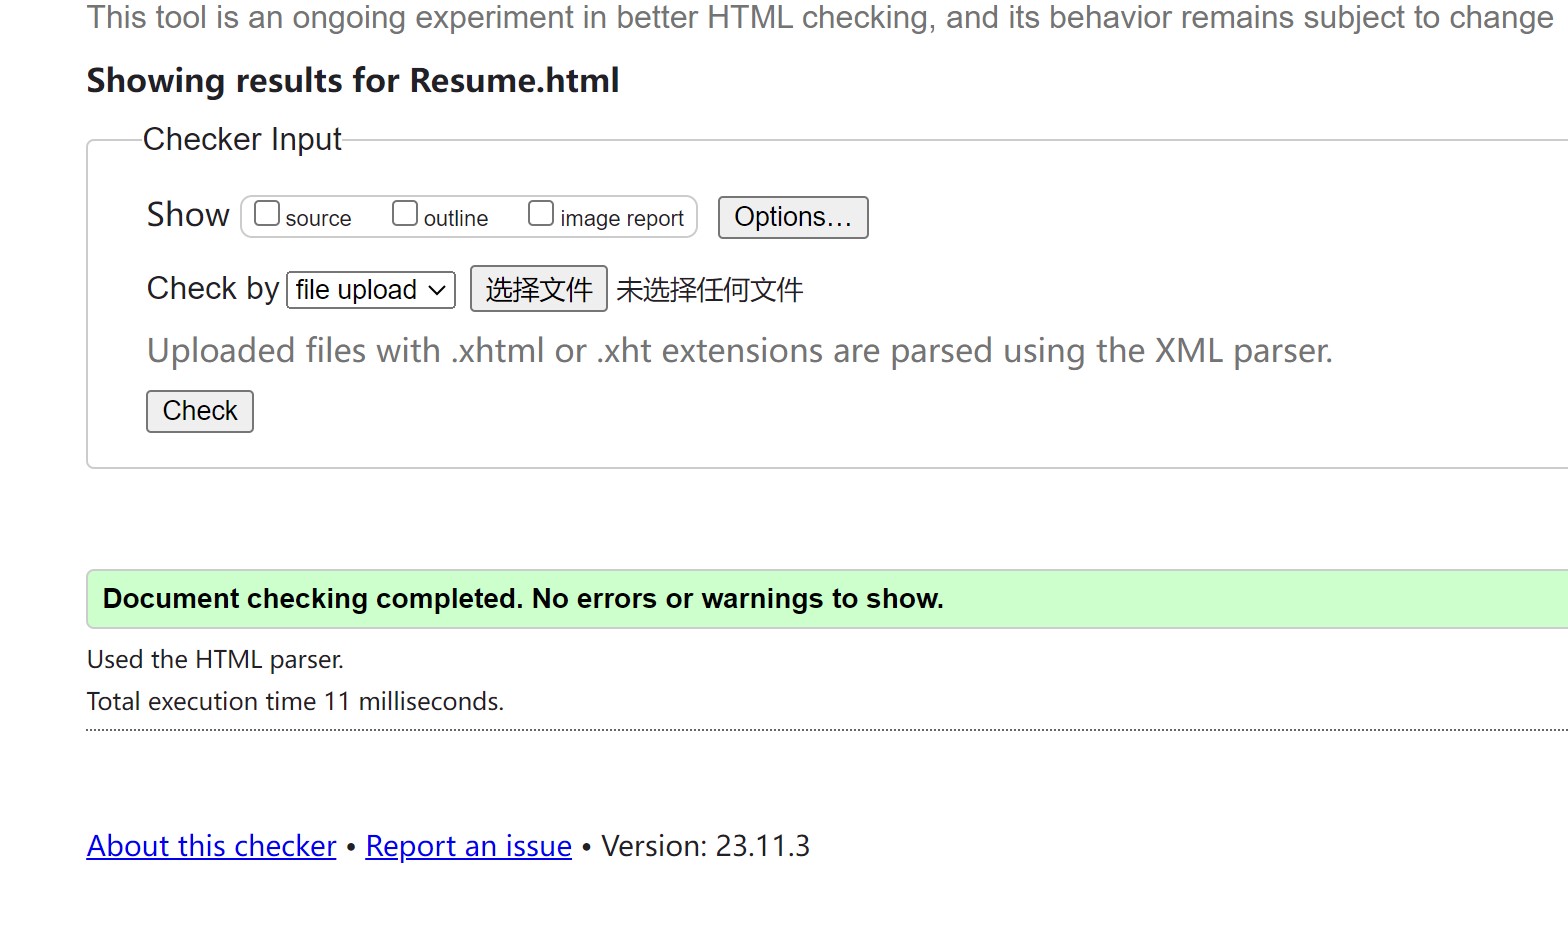 This tool is an ongoing experiment in better HTML checking, and its behavior remains subject to change
Showing results for Resume.html
Checker Input
Show source outline image report Options...
Check by file upload 选择文件 未选择任何文件
Uploaded files with .xhtml or .xht extensions are parsed using the XML parser.
Check
Document checking completed. No errors or warnings to show.
Used the HTML parser.
Total execution time 11 milliseconds.
About this checker • Report an issue • Version: 23.11.3